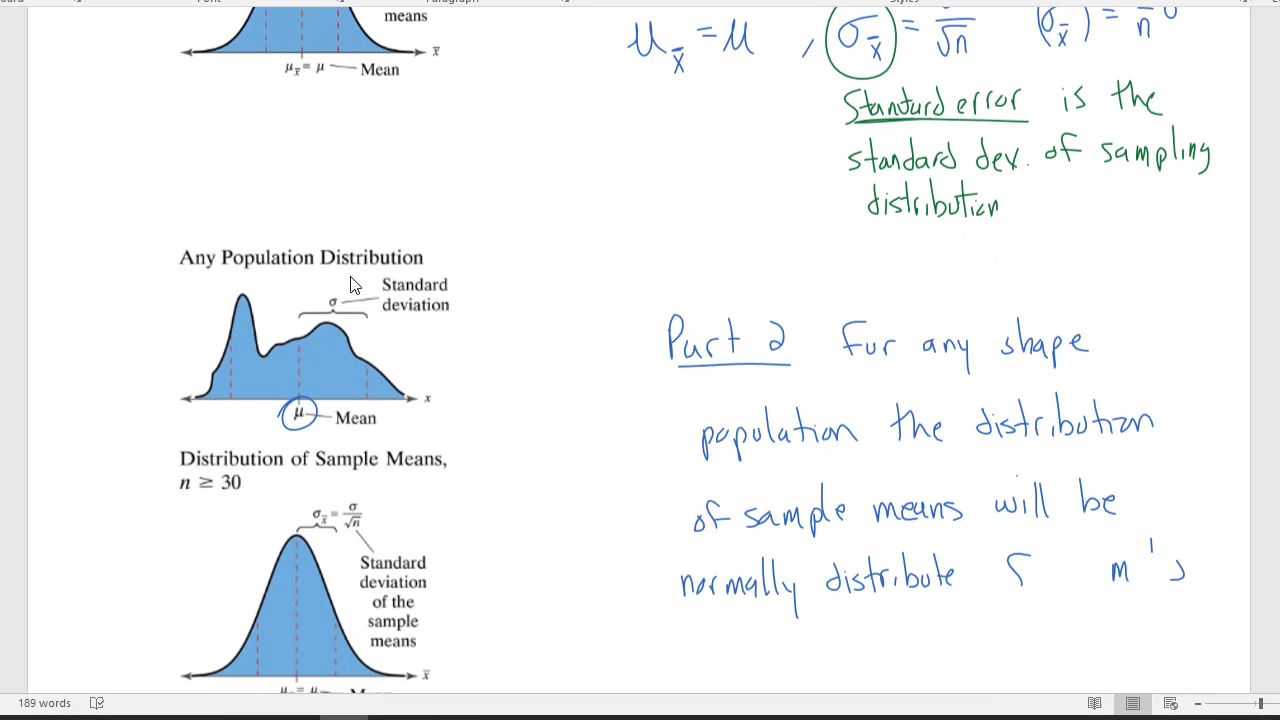 means
x̄
μx̄ = μ
Mean
μx̄ = μ , σx̄ = /√n (σx̄) = /n
Standard error is the
standard dev. of sampling
distribution
Any Population Distribution
σ
Standard
deviation
x
μ
Mean
Part 2 For any shape
population the distribution
of sample means will be
normally distribute
Distribution of Sample Means,
n ≥ 30
σx̄ = σ/√n
Standard
deviation
of the
sample
means
x̄
189 words